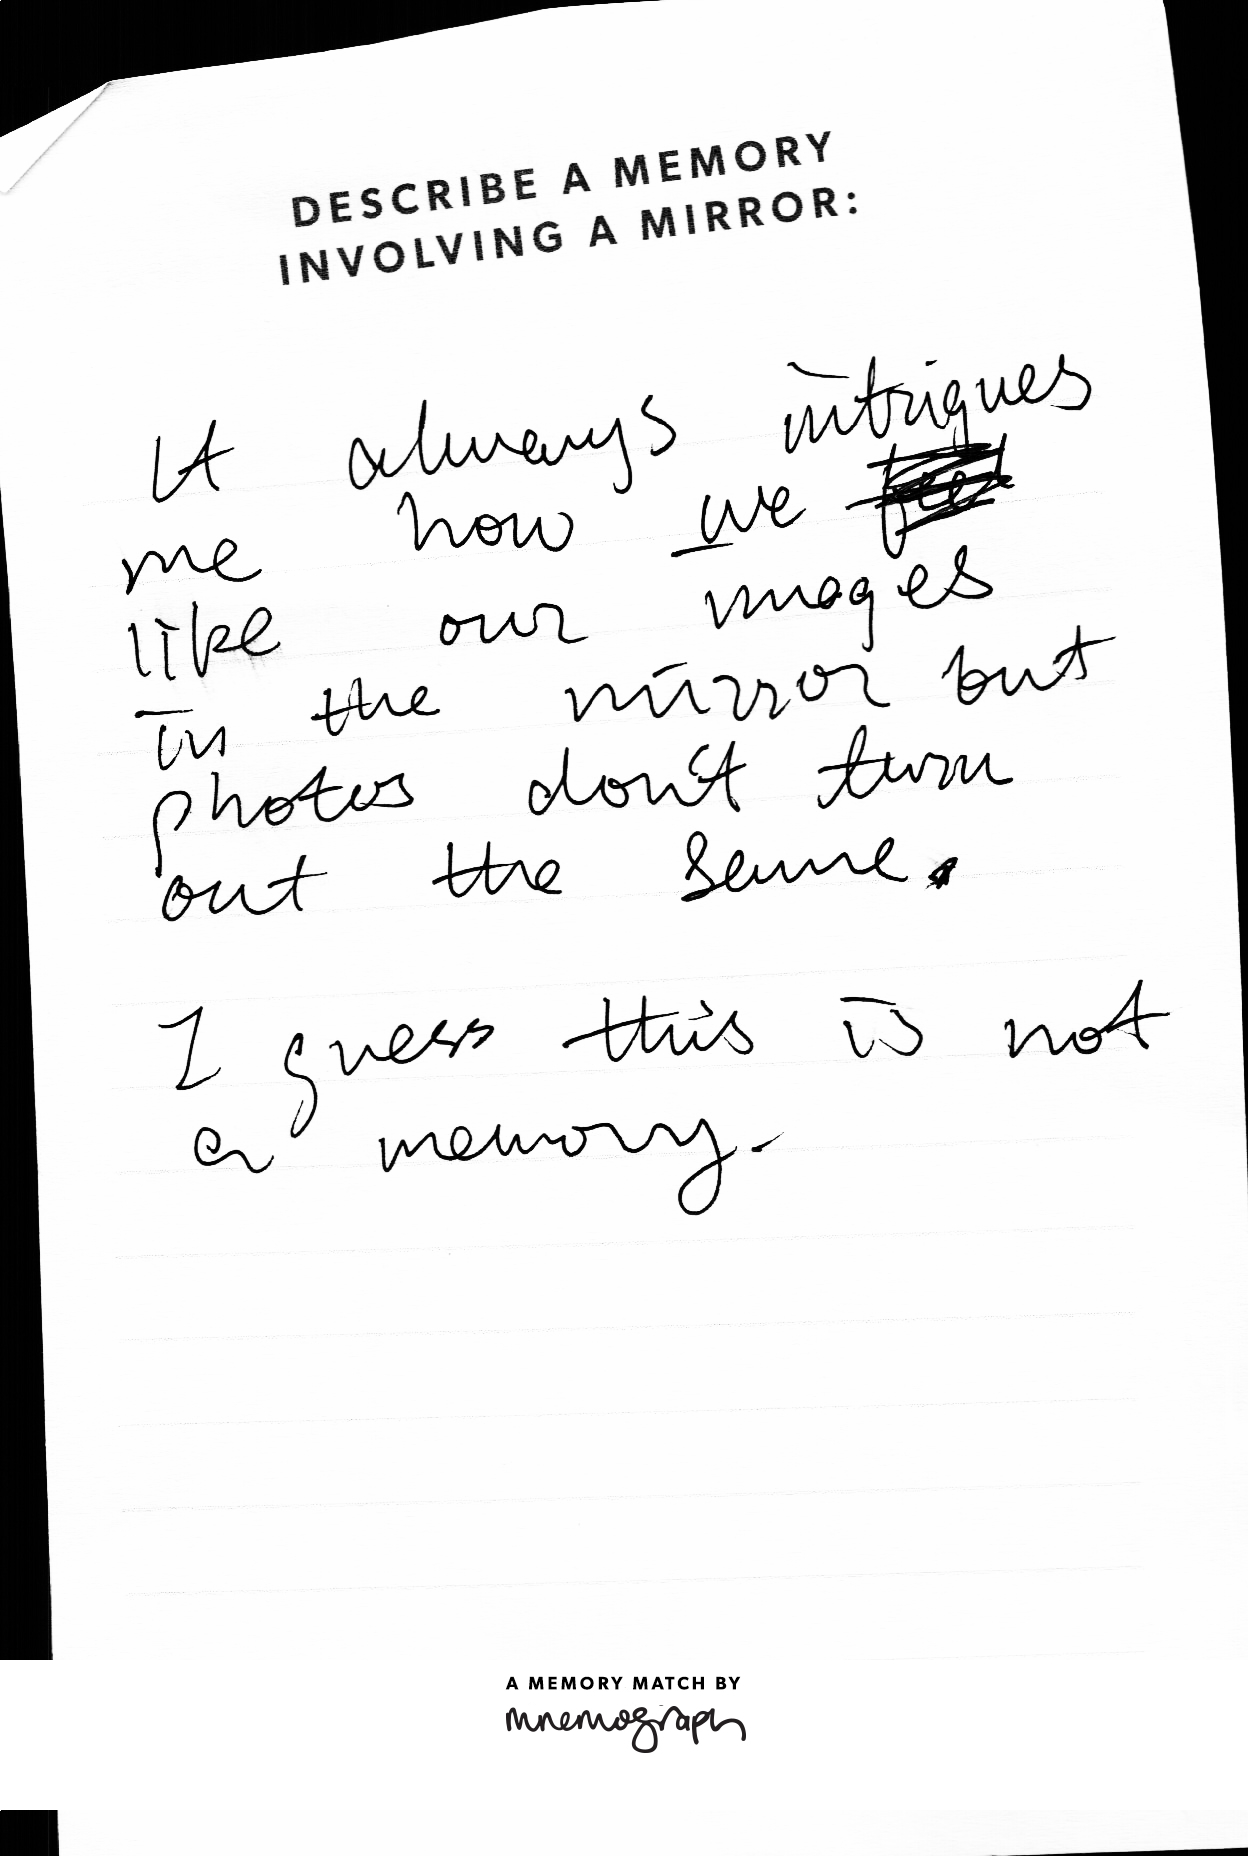 DESCRIBE A MEMORY
INVOLVING A MIRROR:
It always intrigues
me how we
like our images
in the mirror but
photos don't turn
out the same.
I guess this is not
a memory.
A MEMORY MATCH BY
mnemograph